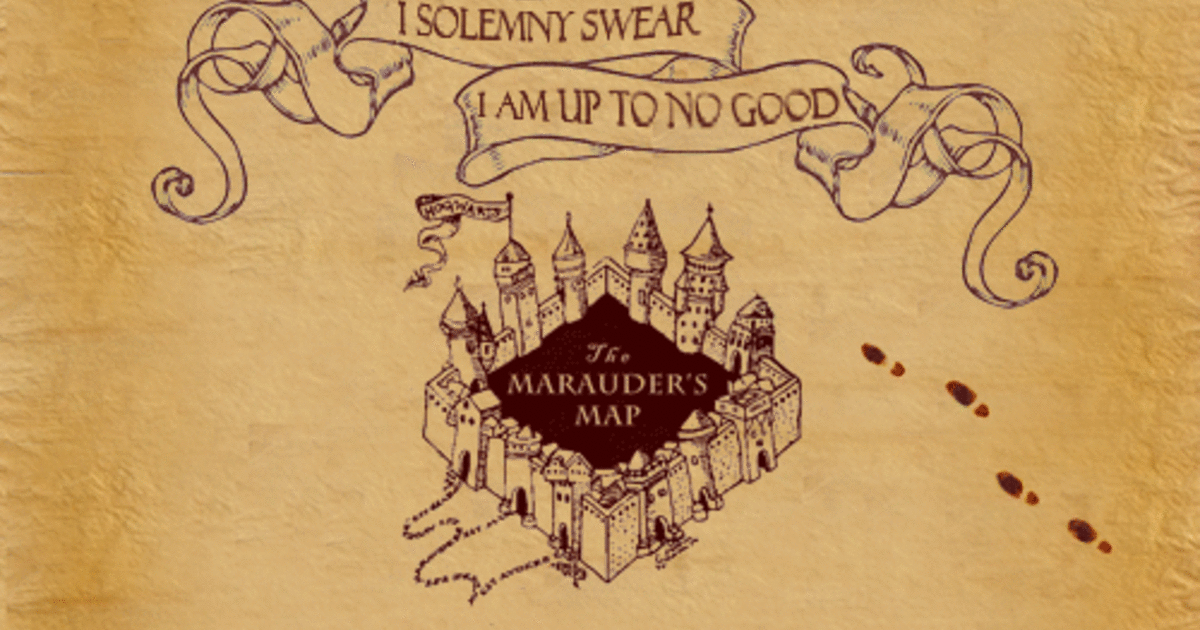 I SOLEMNY SWEAR
I AM UP TO NO GOOD
HOGWARTS
The
MARAUDER'S
MAP